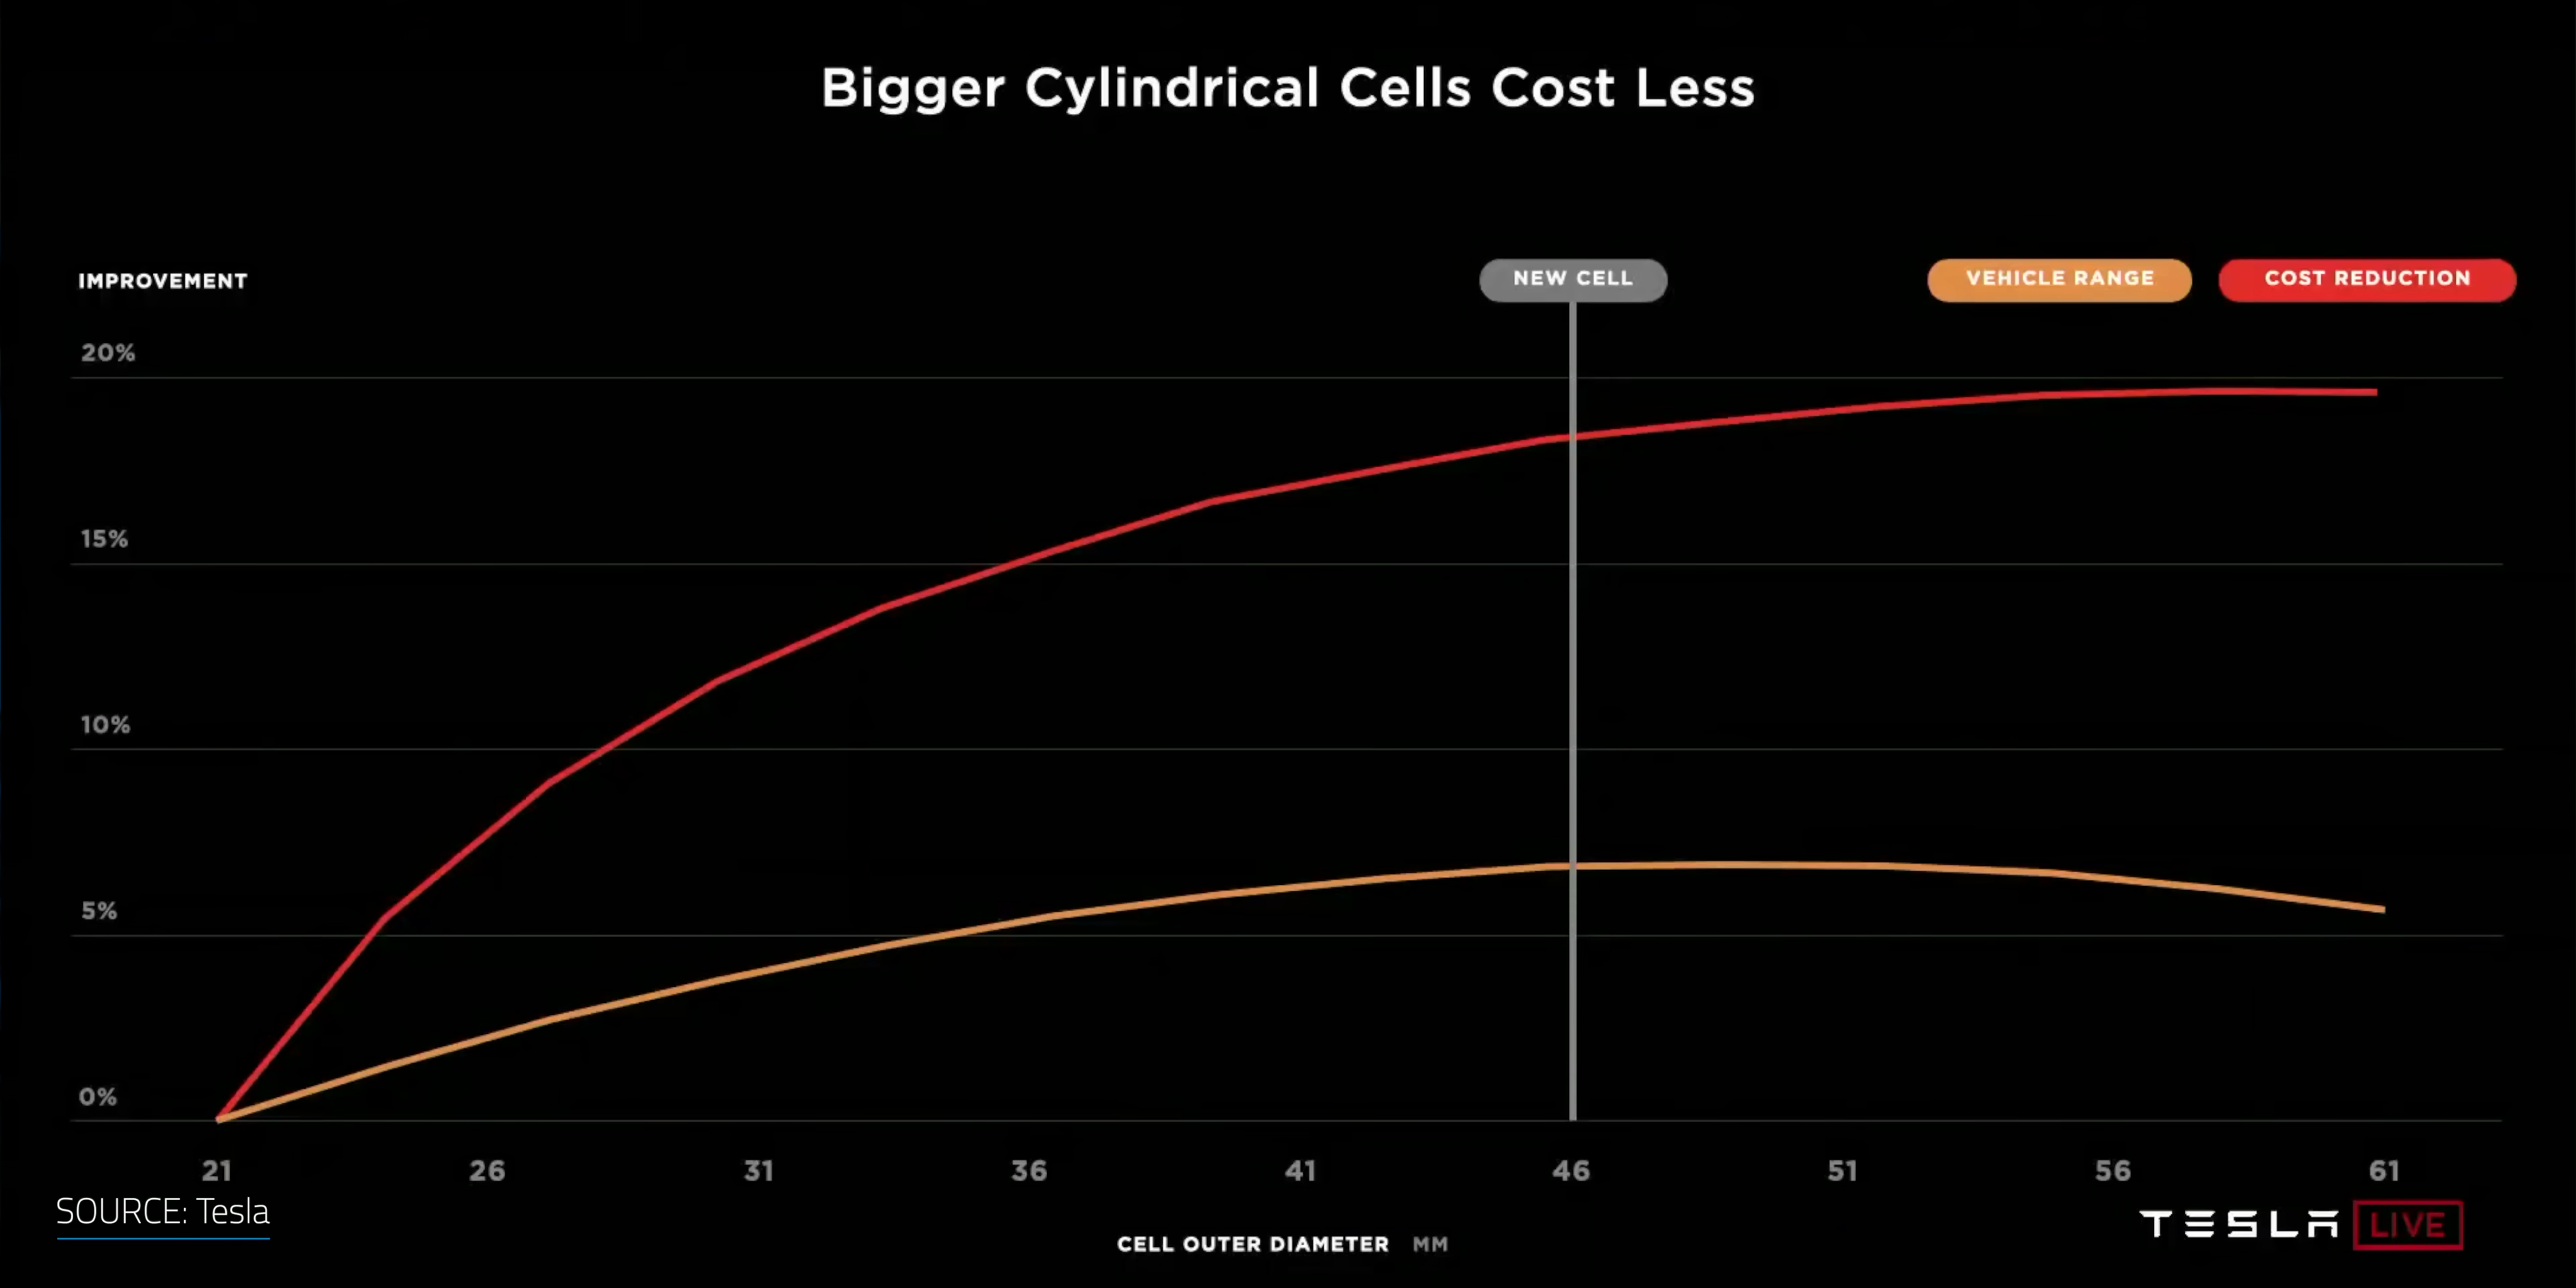 Bigger Cylindrical Cells Cost Less
IMPROVEMENT
NEW CELL
VEHICLE RANGE
COST REDUCTION
20%
15%
10%
5%
0%
21 26 31 36 41 46 51 56 61
SOURCE: Tesla
CELL OUTER DIAMETER MM
TESLA LIVE